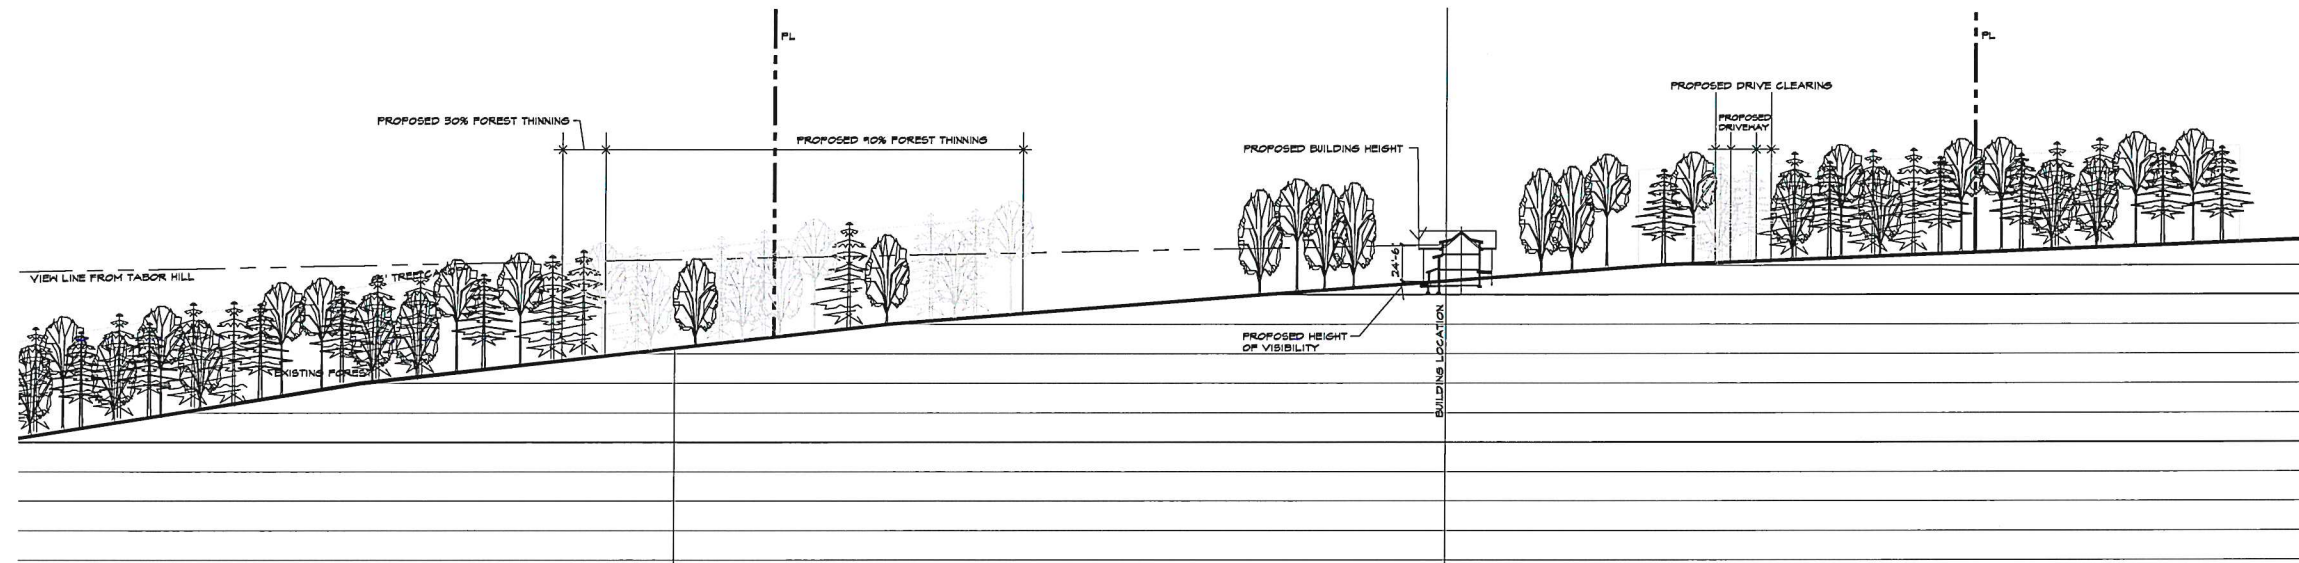 PL
PL
PROPOSED DRIVE CLEARING
PROPOSED 30% FOREST THINNING
PROPOSED
DRIVEWAY
PROPOSED 90% FOREST THINNING
PROPOSED BUILDING HEIGHT
VIEW LINE FROM TABOR HILL
TREE
24'-6"
PROPOSED HEIGHT
OF VISIBILITY
BUILDING LOCATION
EXISTING FOREST